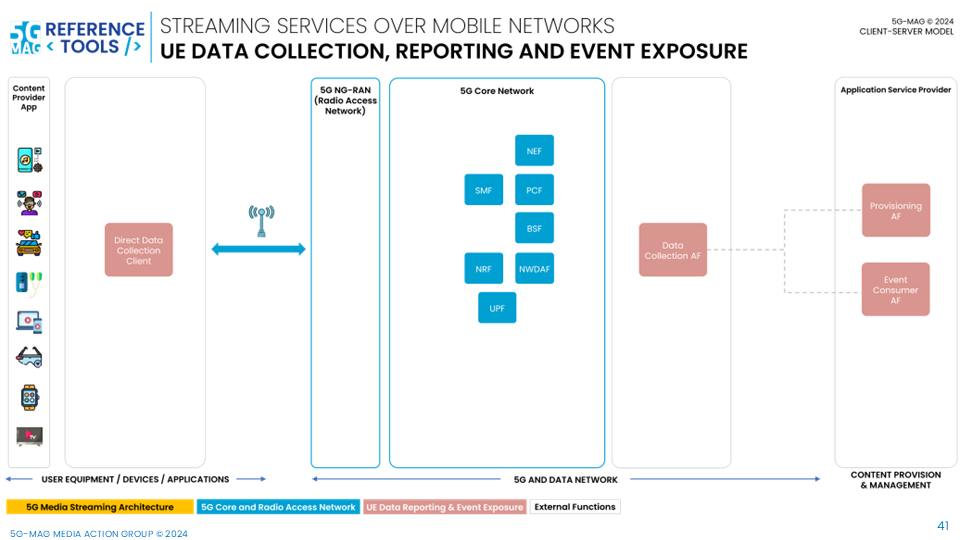 5G
MAG
REFERENCE
< TOOLS />
STREAMING SERVICES OVER MOBILE NETWORKS
UE DATA COLLECTION, REPORTING AND EVENT EXPOSURE
5G-MAG © 2024
CLIENT-SERVER MODEL
Content
Provider
App
5G NG-RAN
(Radio Access
Network)
5G Core Network
Application Service Provider
NEF
SMF
PCF
BSF
NRF
NWDAF
UPF
Direct Data
Collection
Client
Data
Collection AF
Provisioning
AF
Event
Consumer
AF
TV
USER EQUIPMENT / DEVICES / APPLICATIONS
5G AND DATA NETWORK
CONTENT PROVISION
& MANAGEMENT
5G Media Streaming Architecture
5G Core and Radio Access Network
UE Data Reporting & Event Exposure
External Functions
5G-MAG MEDIA ACTION GROUP © 2024
41